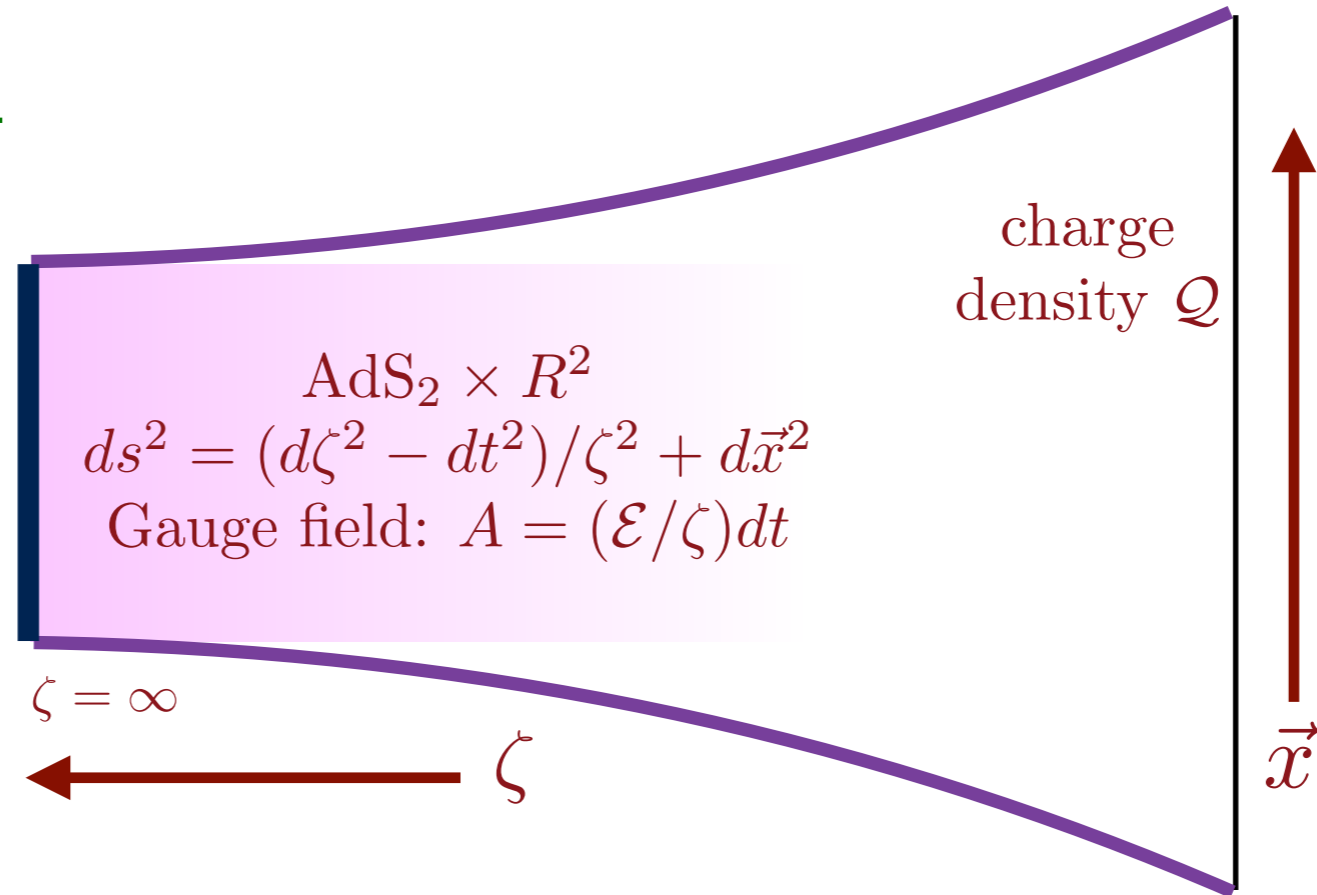 charge
density 𝒬
AdS₂ × R²
ds² = (dζ² − dt²)/ζ² + dx⃗²
Gauge field: A = (ℰ/ζ)dt
ζ = ∞
ζ
x⃗